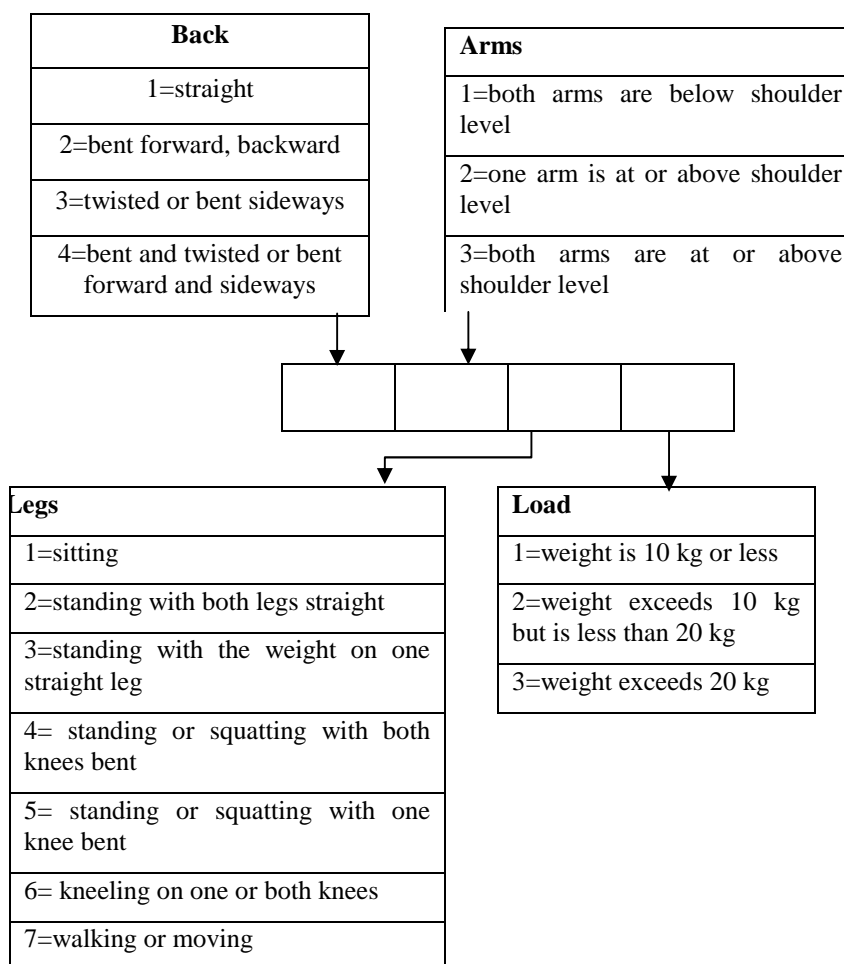 Back
1=straight
2=bent forward, backward
3=twisted or bent sideways
4=bent and twisted or bent
forward and sideways
Arms
1=both arms are below shoulder
level
2=one arm is at or above shoulder
level
3=both arms are at or above
shoulder level
Legs
1=sitting
2=standing with both legs straight
3=standing with the weight on one
straight leg
4= standing or squatting with both
knees bent
5= standing or squatting with one
knee bent
6= kneeling on one or both knees
7=walking or moving
Load
1=weight is 10 kg or less
2=weight exceeds 10 kg
but is less than 20 kg
3=weight exceeds 20 kg